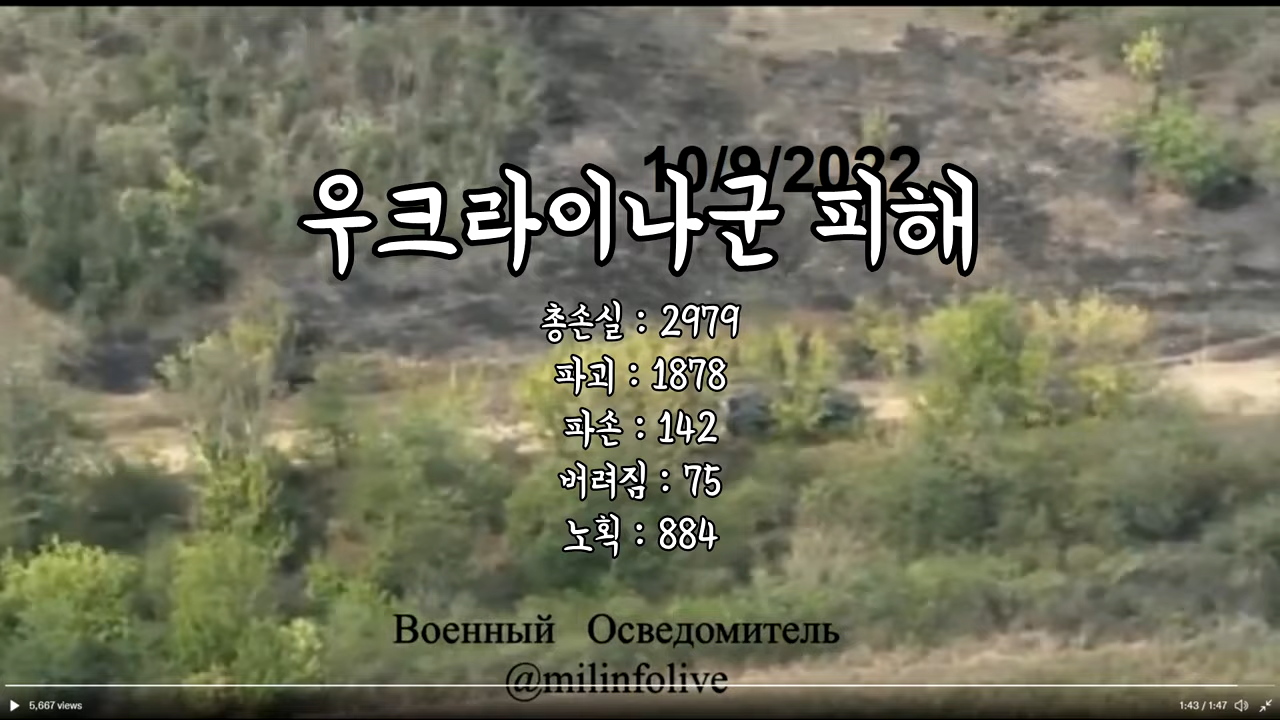 10/9/2022
우크라이나군 피해
총손실 : 2979
파괴 : 1878
파손 : 142
버려짐 : 75
노획 : 884
Военный Осведомитель
@milinfolive
5,667 views
1:43 / 1:47